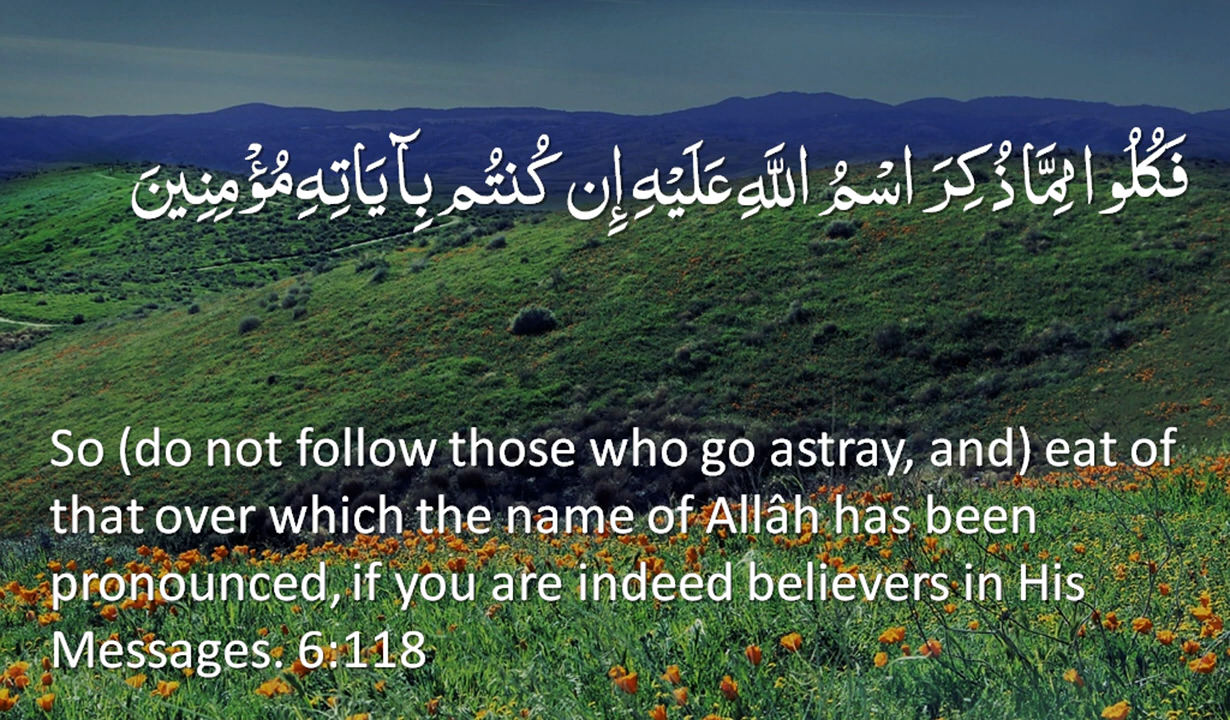 فَكُلُوا مِمَّا ذُكِرَ اسْمُ اللَّهِ عَلَيْهِ إِن كُنتُم بِآيَاتِهِ مُؤْمِنِينَ
So (do not follow those who go astray, and) eat of
that over which the name of Allâh has been
pronounced, if you are indeed believers in His
Messages. 6:118